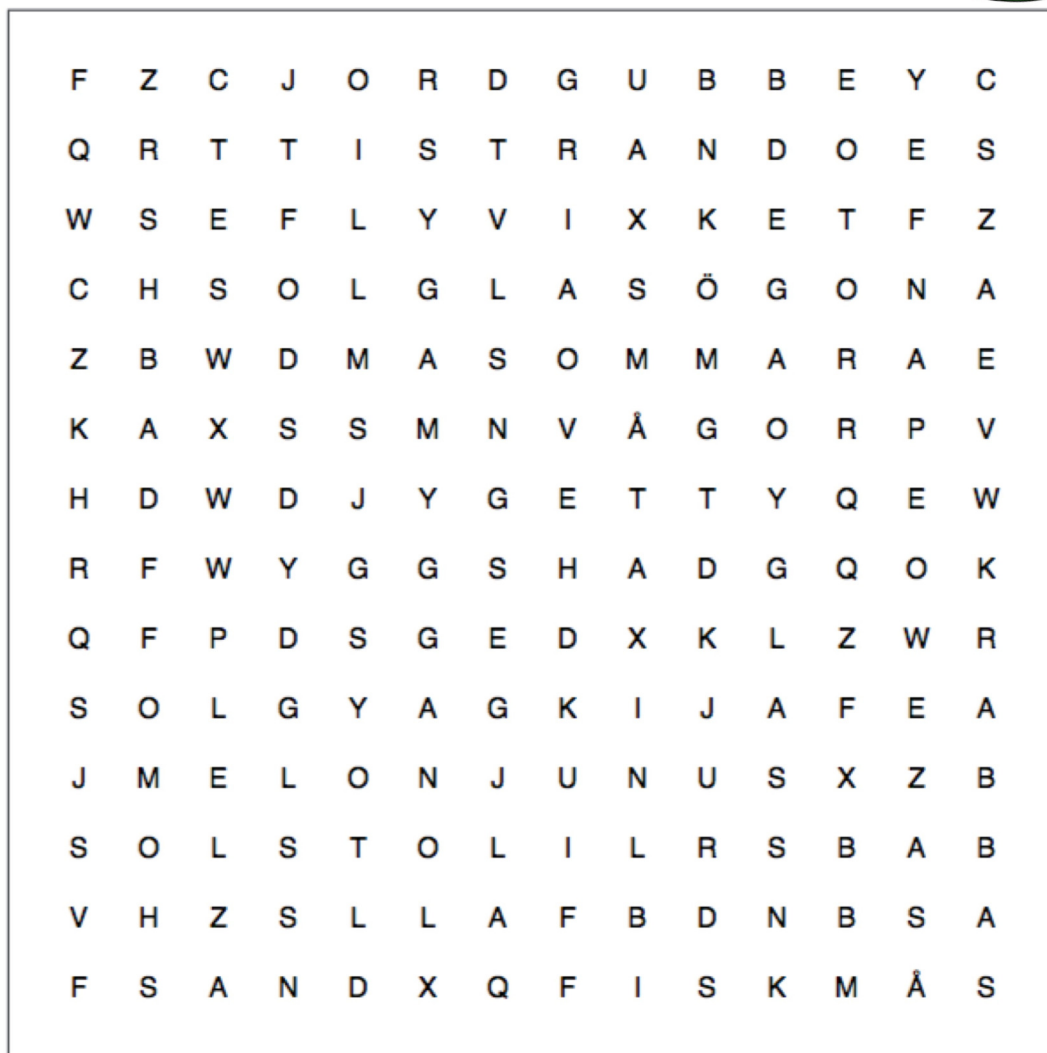 F Z C J O R D G U B B E Y C
Q R T T I S T R A N D O E S
W S E F L Y V I X K E T F Z
C H S O L G L A S Ö G O N A
Z B W D M A S O M M A R A E
K A X S S M N V Å G O R P V
H D W D J Y G E T T Y Q E W
R F W Y G G S H A D G Q O K
Q F P D S G E D X K L Z W R
S O L G Y A G K I J A F E A
J M E L O N J U N U S X Z B
S O L S T O L I L R S B A B
V H Z S L L A F B D N B S A
F S A N D X Q F I S K M Å S